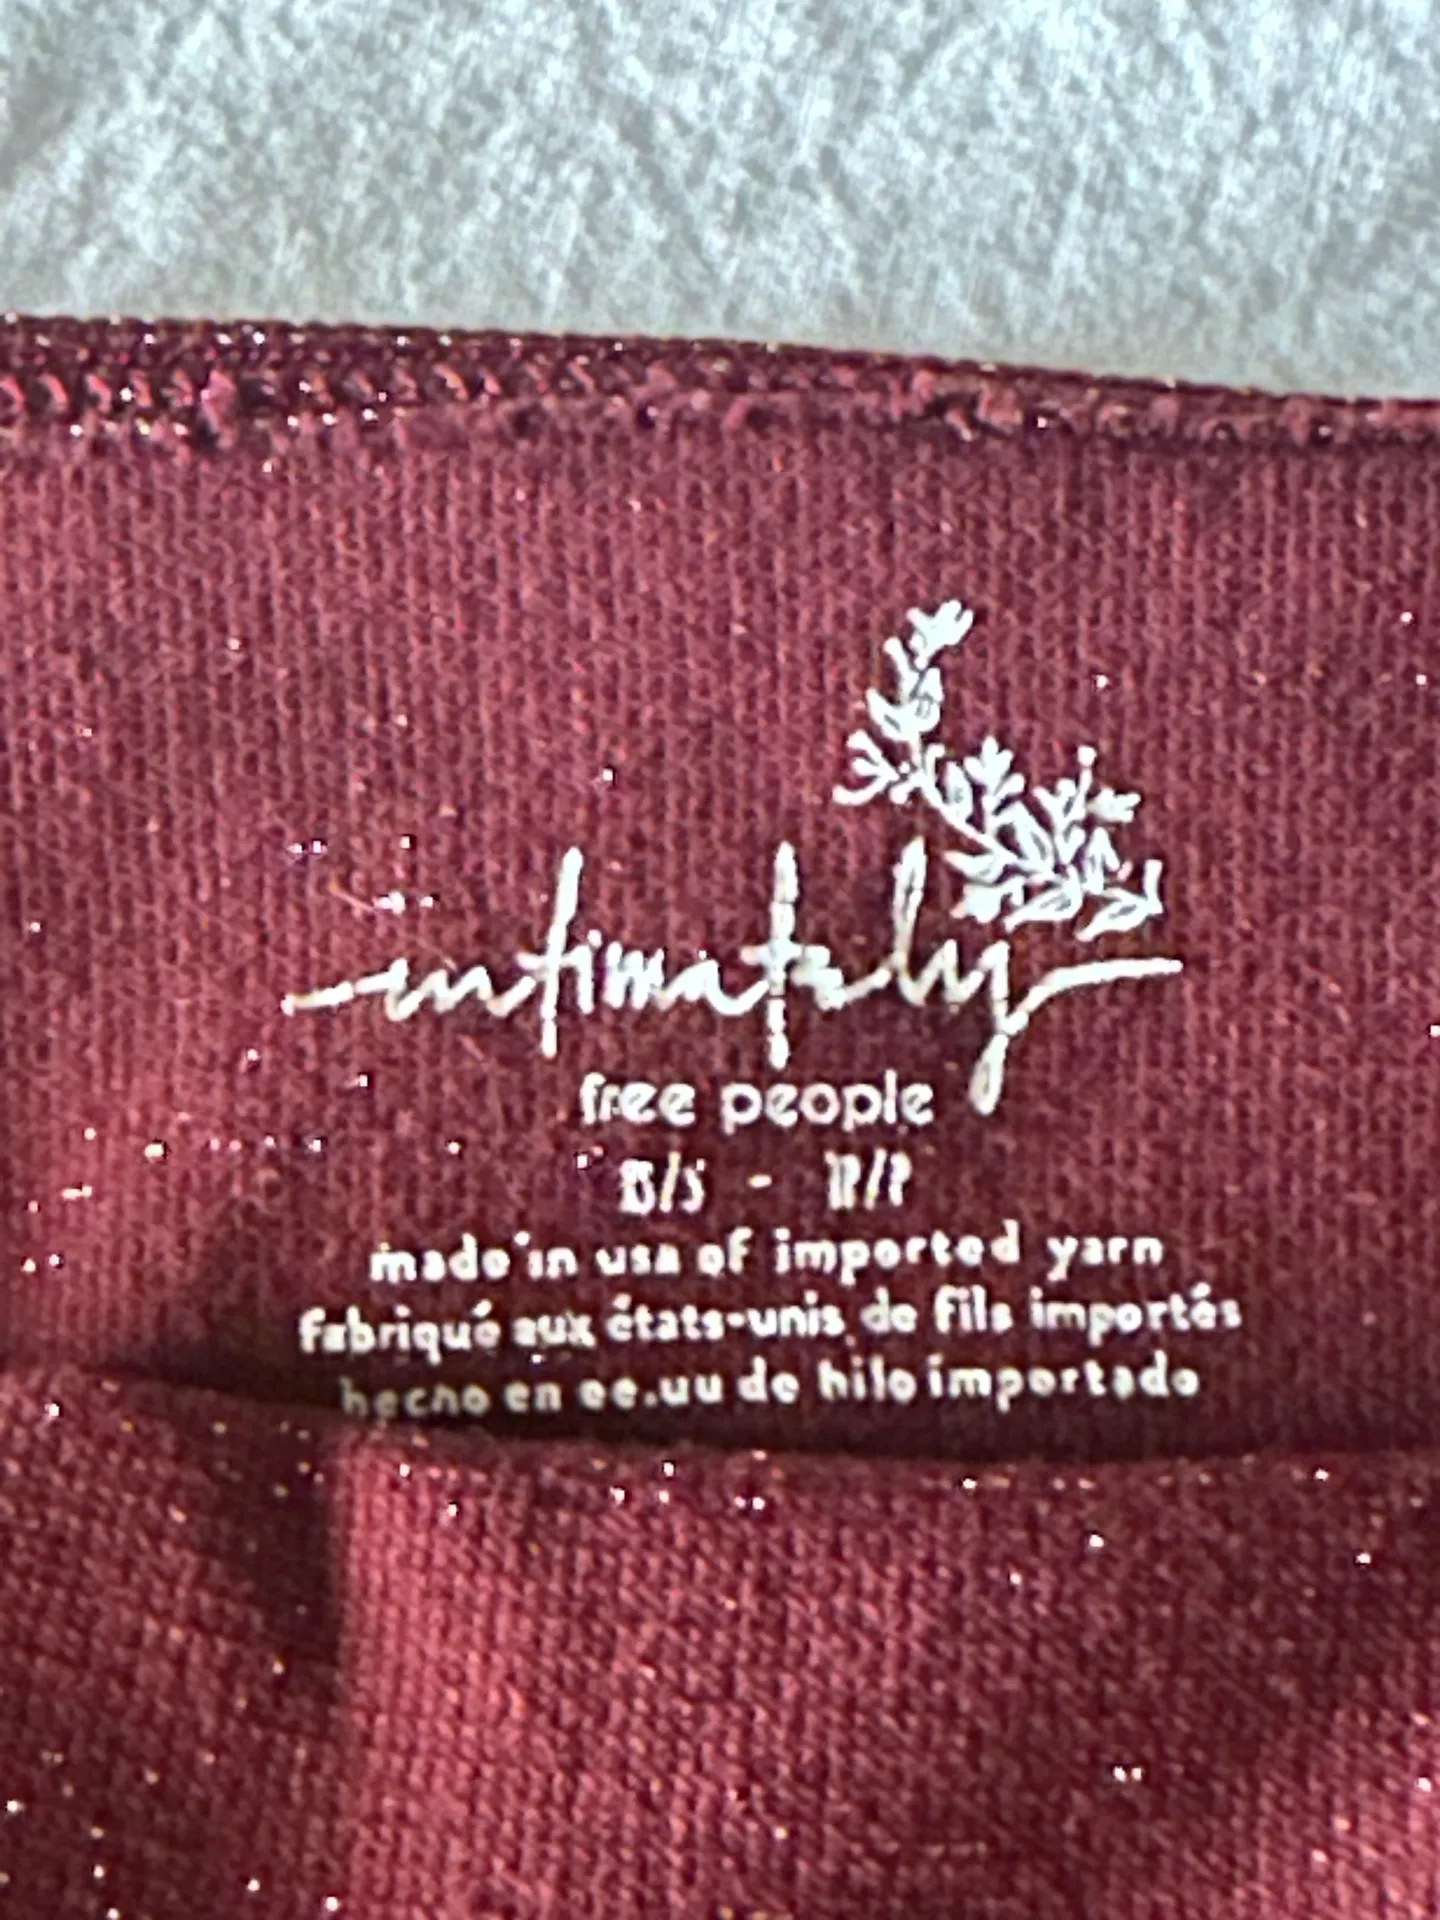 intimately
free people
XS/S - TP/P
made in usa of imported yarn
fabriqué aux états-unis de fils importés
hecho en ee.uu de hilo importado